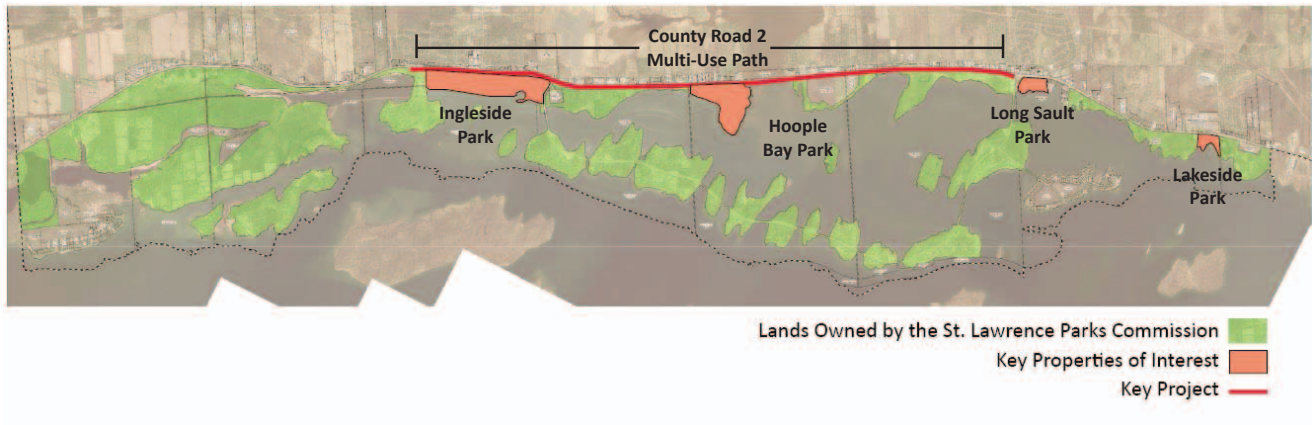 County Road 2
Multi-Use Path
Ingleside
Park
Hoople
Bay Park
Long Sault
Park
Lakeside
Park
Lands Owned by the St. Lawrence Parks Commission
Key Properties of Interest
Key Project